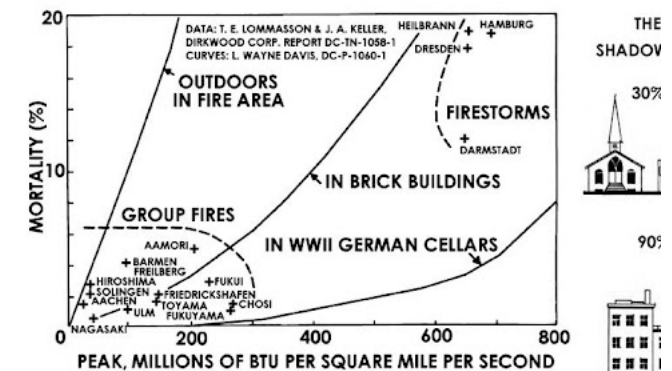 20
DATA: T. E. LOMMASSON & J. A. KELLER,
DIRKWOOD CORP. REPORT DC-TN-1058-1
CURVES: L. WAYNE DAVIS, DC-P-1060-1
HEILBRANN
HAMBURG
DRESDEN
OUTDOORS
IN FIRE AREA
FIRESTORMS
DARMSTADT
MORTALITY (%)
10
IN BRICK BUILDINGS
GROUP FIRES
AAMORI
IN WWII GERMAN CELLARS
BARMEN
FREILBERG
HIROSHIMA
SOLINGEN
FUKUI
AACHEN
FRIEDRICKSHAFEN
TOYAMA
CHOSI
ULM
FUKUYAMA
NAGASAKI
0
200
400
600
800
PEAK, MILLIONS OF BTU PER SQUARE MILE PER SECOND
THE
SHADOW
30%
90%